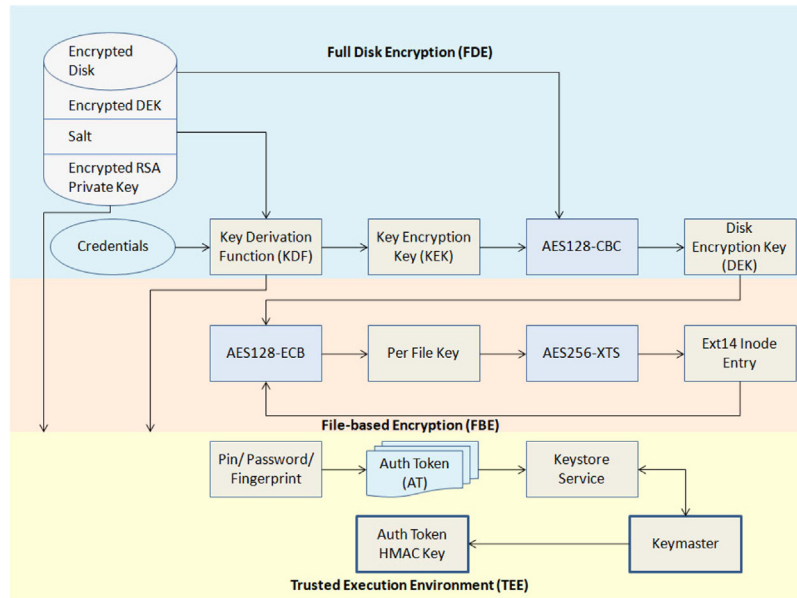 Full Disk Encryption (FDE)
Encrypted
Disk
Encrypted DEK
Salt
Encrypted RSA
Private Key
Credentials
Key Derivation
Function (KDF)
Key Encryption
Key (KEK)
AES128-CBC
Disk
Encryption Key
(DEK)
AES128-ECB
Per File Key
AES256-XTS
Ext14 Inode
Entry
File-based Encryption (FBE)
Pin/ Password/
Fingerprint
Auth Token
(AT)
Keystore
Service
Auth Token
HMAC Key
Keymaster
Trusted Execution Environment (TEE)